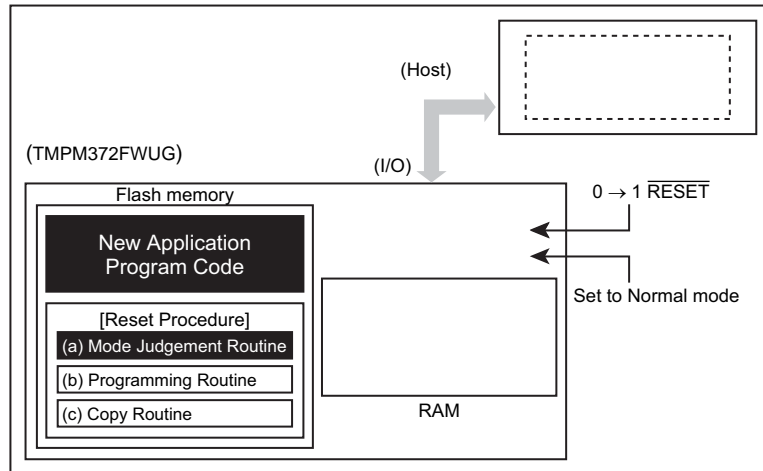 (Host)
(TMPM372FWUG)
(I/O)
Flash memory
0 → 1 RESET
New Application
Program Code
Set to Normal mode
[Reset Procedure]
(a) Mode Judgement Routine
(b) Programming Routine
(c) Copy Routine
RAM